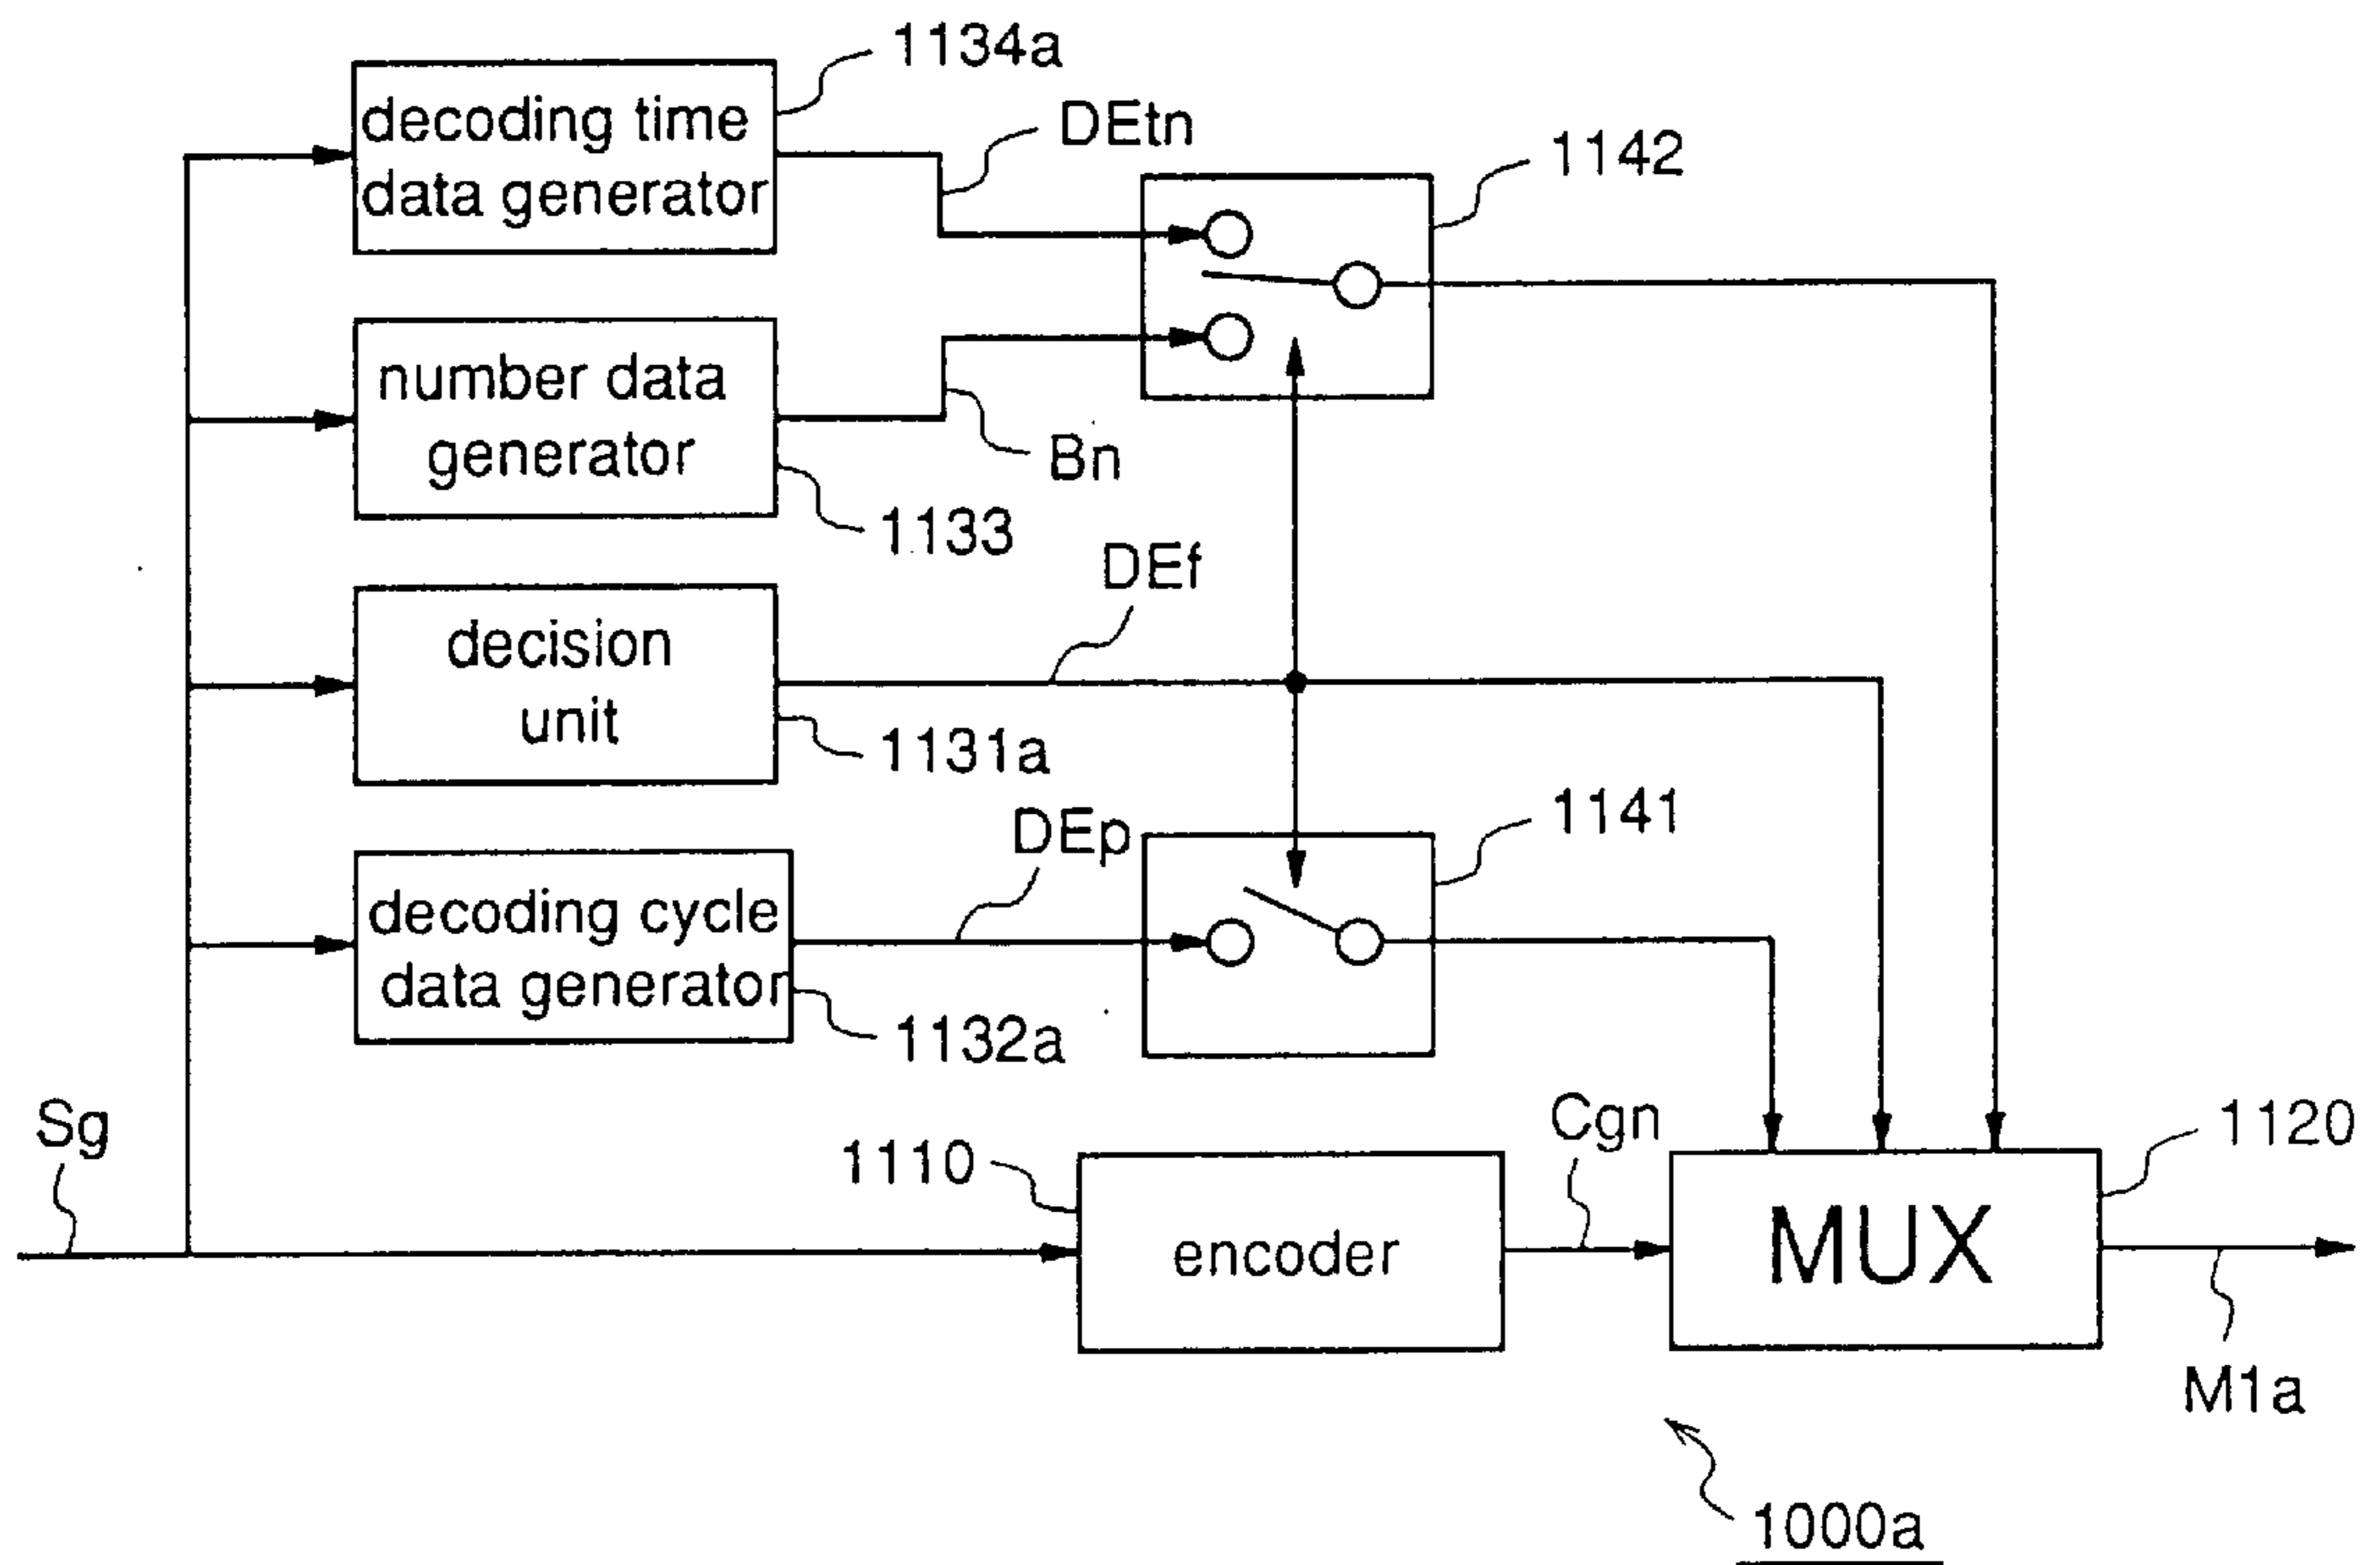 1134a
decoding time
data generator
DEtn
1142
number data
generator
Bn
1133
DEf
decision
unit
1131a
DEp
1141
decoding cycle
data generator
1132a
Sg
1110
Cgn
1120
encoder
MUX
M1a
1000a